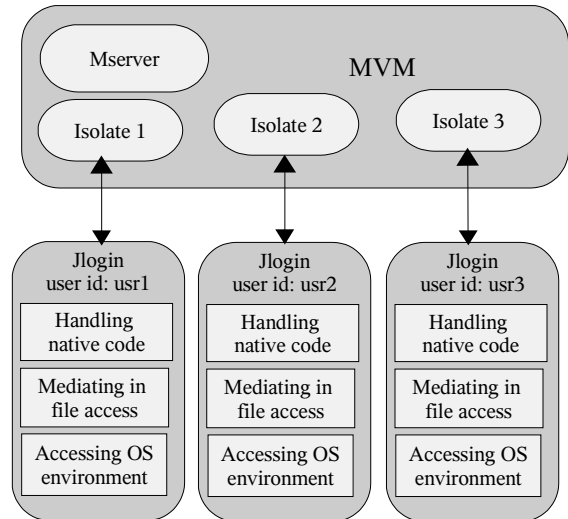 Mserver
MVM
Isolate 1
Isolate 2
Isolate 3
Jlogin
user id: usr1
Handling
native code
Mediating in
file access
Accessing OS
environment
Jlogin
user id: usr2
Handling
native code
Mediating in
file access
Accessing OS
environment
Jlogin
user id: usr3
Handling
native code
Mediating in
file access
Accessing OS
environment